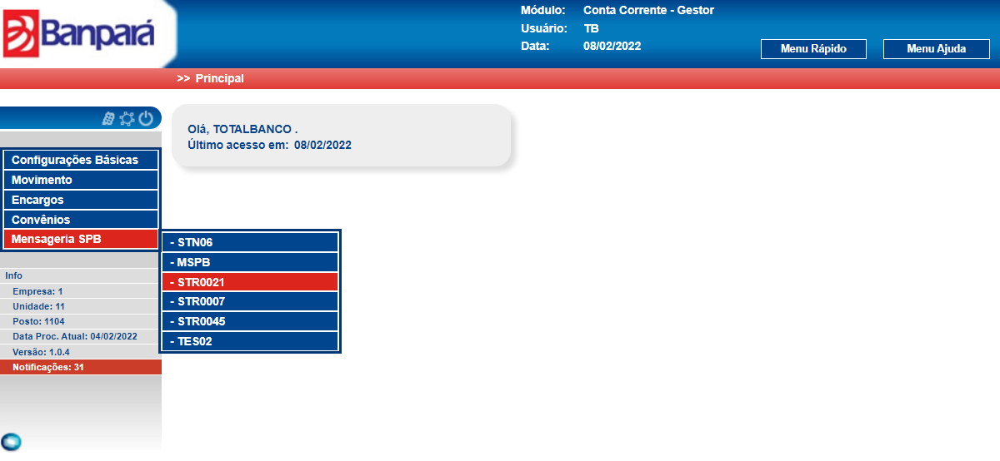 Banpará
Módulo: Conta Corrente - Gestor
Usuário: TB
Data: 08/02/2022
Menu Rápido
Menu Ajuda
>> Principal
Olá, TOTALBANCO .
Último acesso em: 08/02/2022
Configurações Básicas
Movimento
Encargos
Convênios
Mensageria SPB
- STN06
- MSPB
- STR0021
- STR0007
- STR0045
- TES02
Info
Empresa: 1
Unidade: 11
Posto: 1104
Data Proc. Atual: 04/02/2022
Versão: 1.0.4
Notificações: 31